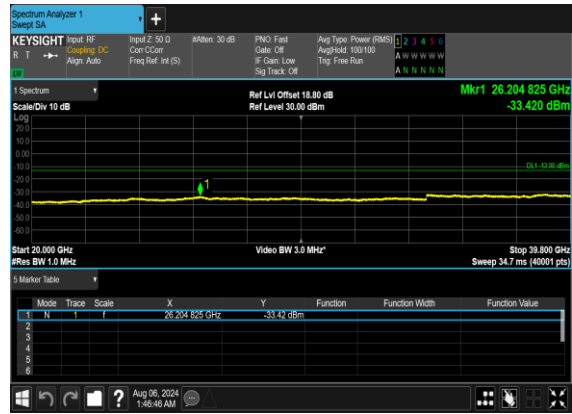 Spectrum Analyzer 1
Swept SA
+
KEYSIGHT
R T
Input: RF
Coupling: DC
Align: Auto
Input Z: 50 Ω
Corr CCorr
Freq Ref: Int (S)
#Atten: 30 dB
PNO: Fast
Gate: Off
IF Gain: Low
Sig Track: Off
Avg Type: Power (RMS)
Avg|Hold: 100/100
Trig: Free Run
1 2 3 4 5 6
A W W W W W
A N N N N N
1 Spectrum
Scale/Div 10 dB
Ref Lvl Offset 18.80 dB
Ref Level 30.00 dBm
Mkr1 26.204 825 GHz
-33.420 dBm
Log
20.0
10.0
0.00
-10.0
-20.0
-30.0
-40.0
-50.0
-60.0
DL1 -13.00 dBm
1
Start 20.000 GHz
#Res BW 1.0 MHz
Video BW 3.0 MHz*
Stop 39.800 GHz
Sweep 34.7 ms (40001 pts)
5 Marker Table
Mode Trace Scale X Y Function Function Width Function Value
1 N 1 f 26.204 825 GHz -33.42 dBm
2
3
4
5
6
?
Aug 06, 2024
1:46:46 AM